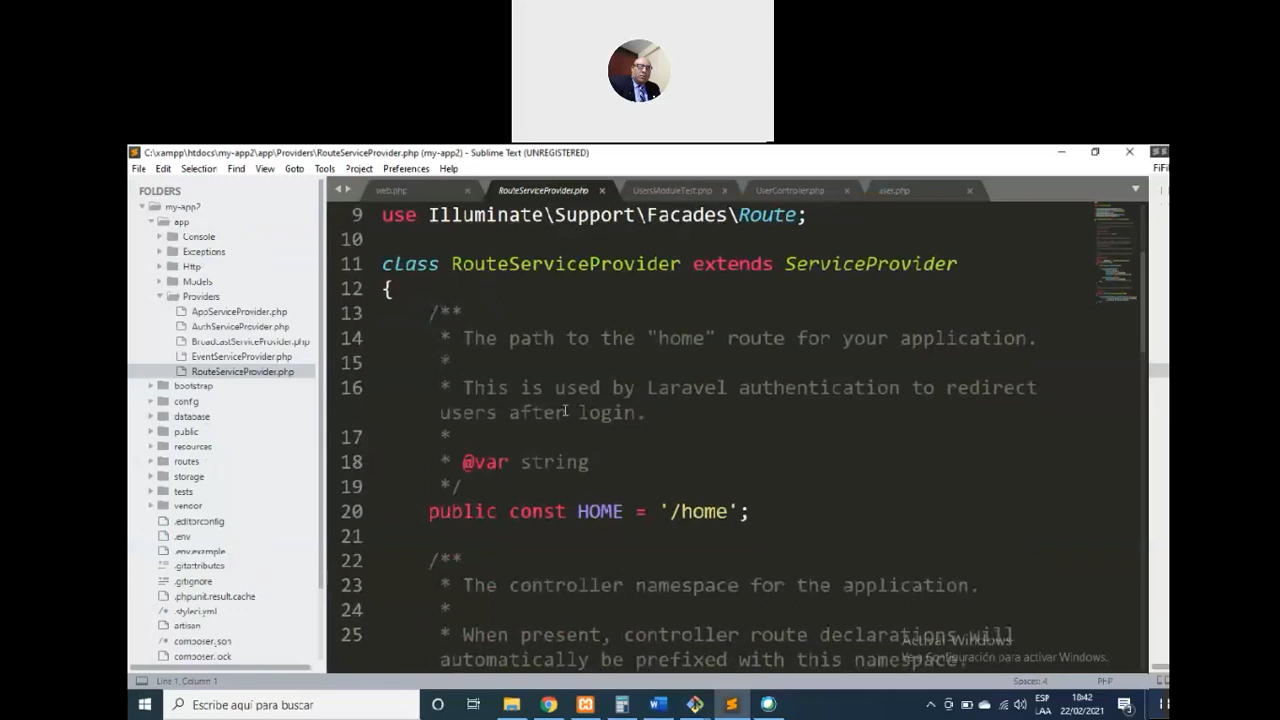 C:\xampp\htdocs\my-app2\app\Providers\RouteServiceProvider.php (my-app2) - Sublime Text (UNREGISTERED)
File Edit Selection Find View Goto Tools Project Preferences Help
FOLDERS
my-app2
app
Console
Exceptions
Http
Models
Providers
AppServiceProvider.php
AuthServiceProvider.php
BroadcastServiceProvider.php
EventServiceProvider.php
RouteServiceProvider.php
bootstrap
config
database
public
resources
routes
storage
tests
vendor
.editorconfig
.env
.env.example
.gitattributes
.gitignore
.phpunit.result.cache
.styleci.yml
artisan
composer.json
composer.lock
web.php RouteServiceProvider.php UsersModuleTest.php UserController.php
9 use Illuminate\Support\Facades\Route;
10
11 class RouteServiceProvider extends ServiceProvider
12 {
13 /**
14 * The path to the "home" route for your application.
15 *
16 * This is used by Laravel authentication to redirect
users after login.
17 *
18 * @var string
19 */
20 public const HOME = '/home';
21
22 /**
23 * The controller namespace for the application.
24 *
25 * When present, controller route declarations will
automatically be prefixed with this namespace.
Activar Windows
Ve a Configuración para activar Windows.
Line 1, Column 1
Spaces: 4
PHP
Escribe aquí para buscar
ESP
LAA
10:42
22/02/2021